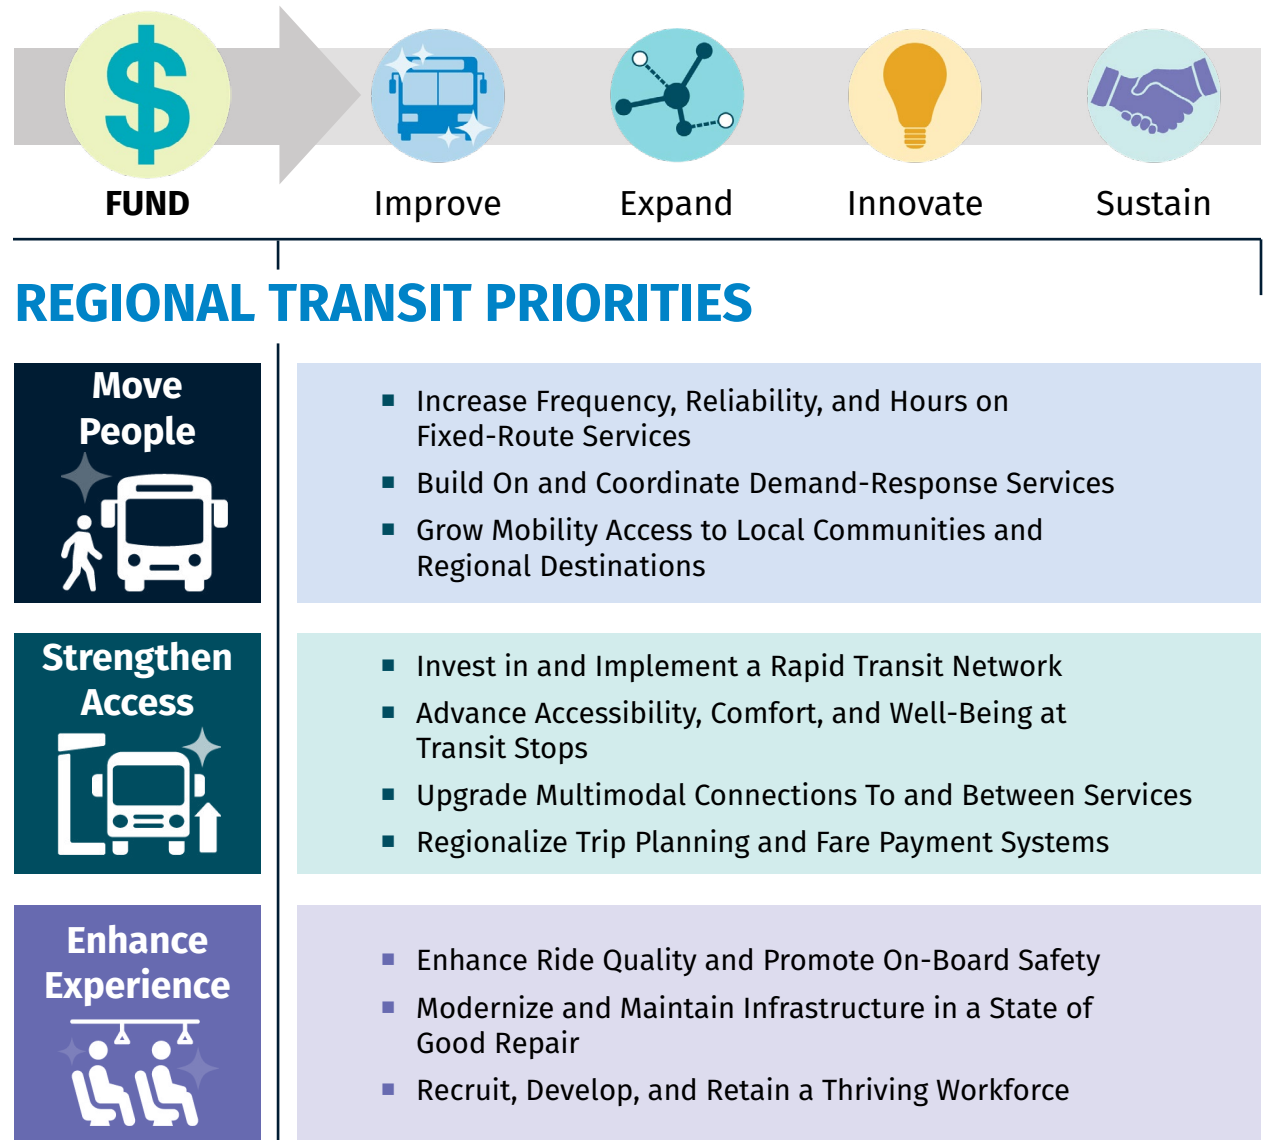 $
FUND
Improve
Expand
Innovate
Sustain
REGIONAL TRANSIT PRIORITIES
Move
People
▪ Increase Frequency, Reliability, and Hours on
Fixed-Route Services
▪ Build On and Coordinate Demand-Response Services
▪ Grow Mobility Access to Local Communities and
Regional Destinations
Strengthen
Access
▪ Invest in and Implement a Rapid Transit Network
▪ Advance Accessibility, Comfort, and Well-Being at
Transit Stops
▪ Upgrade Multimodal Connections To and Between Services
▪ Regionalize Trip Planning and Fare Payment Systems
Enhance
Experience
▪ Enhance Ride Quality and Promote On-Board Safety
▪ Modernize and Maintain Infrastructure in a State of
Good Repair
▪ Recruit, Develop, and Retain a Thriving Workforce